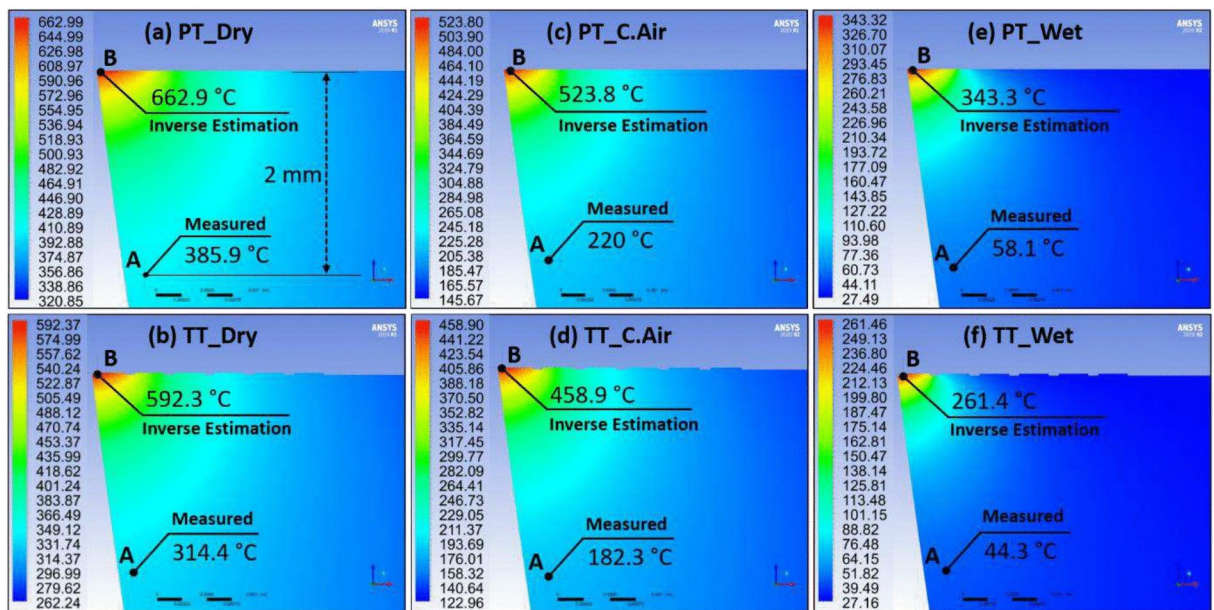 (a) PT_Dry
ANSYS
2019 R1
662.99
644.99
626.98
608.97
590.96
572.96
554.95
536.94
518.93
500.93
482.92
464.91
446.90
428.89
410.89
392.88
374.87
356.86
338.86
320.85
B
662.9 °C
Inverse Estimation
2 mm
Measured
A
385.9 °C
(c) PT_C.Air
ANSYS
523.80
503.90
484.00
464.10
444.19
424.29
404.39
384.49
364.59
344.69
324.79
304.88
284.98
265.08
245.18
225.28
205.38
185.47
165.57
145.67
B
523.8 °C
Inverse Estimation
Measured
A
220 °C
(e) PT_Wet
ANSYS
343.32
326.70
310.07
293.45
276.83
260.21
243.58
226.96
210.34
193.72
177.09
160.47
143.85
127.22
110.60
93.98
77.36
60.73
44.11
27.49
B
343.3 °C
Inverse Estimation
Measured
A
58.1 °C
(b) TT_Dry
ANSYS
592.37
574.99
557.62
540.24
522.87
505.49
488.12
470.74
453.37
435.99
418.62
401.24
383.87
366.49
349.12
331.74
314.37
296.99
279.62
262.24
B
592.3 °C
Inverse Estimation
Measured
A
314.4 °C
(d) TT_C.Air
ANSYS
458.90
441.22
423.54
405.86
388.18
370.50
352.82
335.14
317.45
299.77
282.09
264.41
246.73
229.05
211.37
193.69
176.01
158.32
140.64
122.96
B
458.9 °C
Inverse Estimation
Measured
A
182.3 °C
(f) TT_Wet
ANSYS
261.46
249.13
236.80
224.46
212.13
199.80
187.47
175.14
162.81
150.47
138.14
125.81
113.48
101.15
88.82
76.48
64.15
51.82
39.49
27.16
B
261.4 °C
Inverse Estimation
Measured
A
44.3 °C